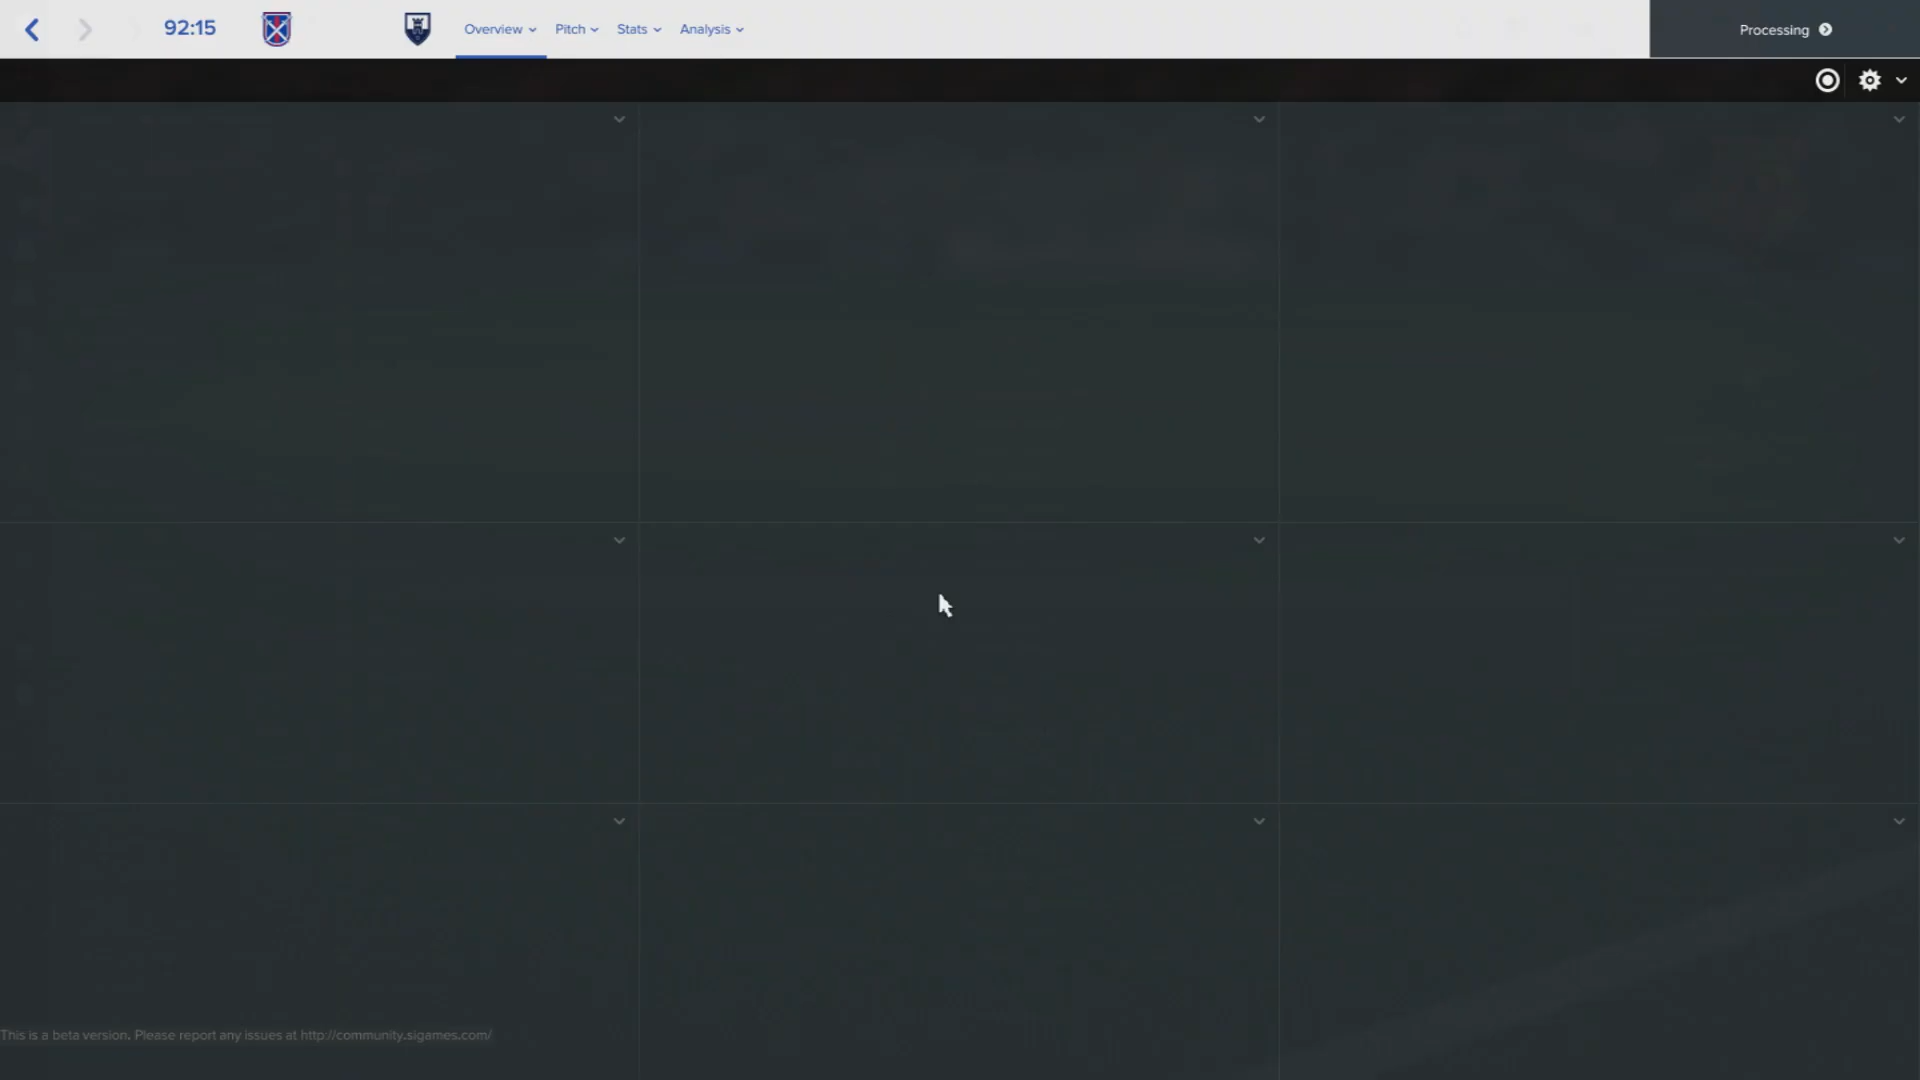 92:15
Overview
Pitch
Stats
Analysis
Processing
This is a beta version. Please report any issues at http://community.sigames.com/